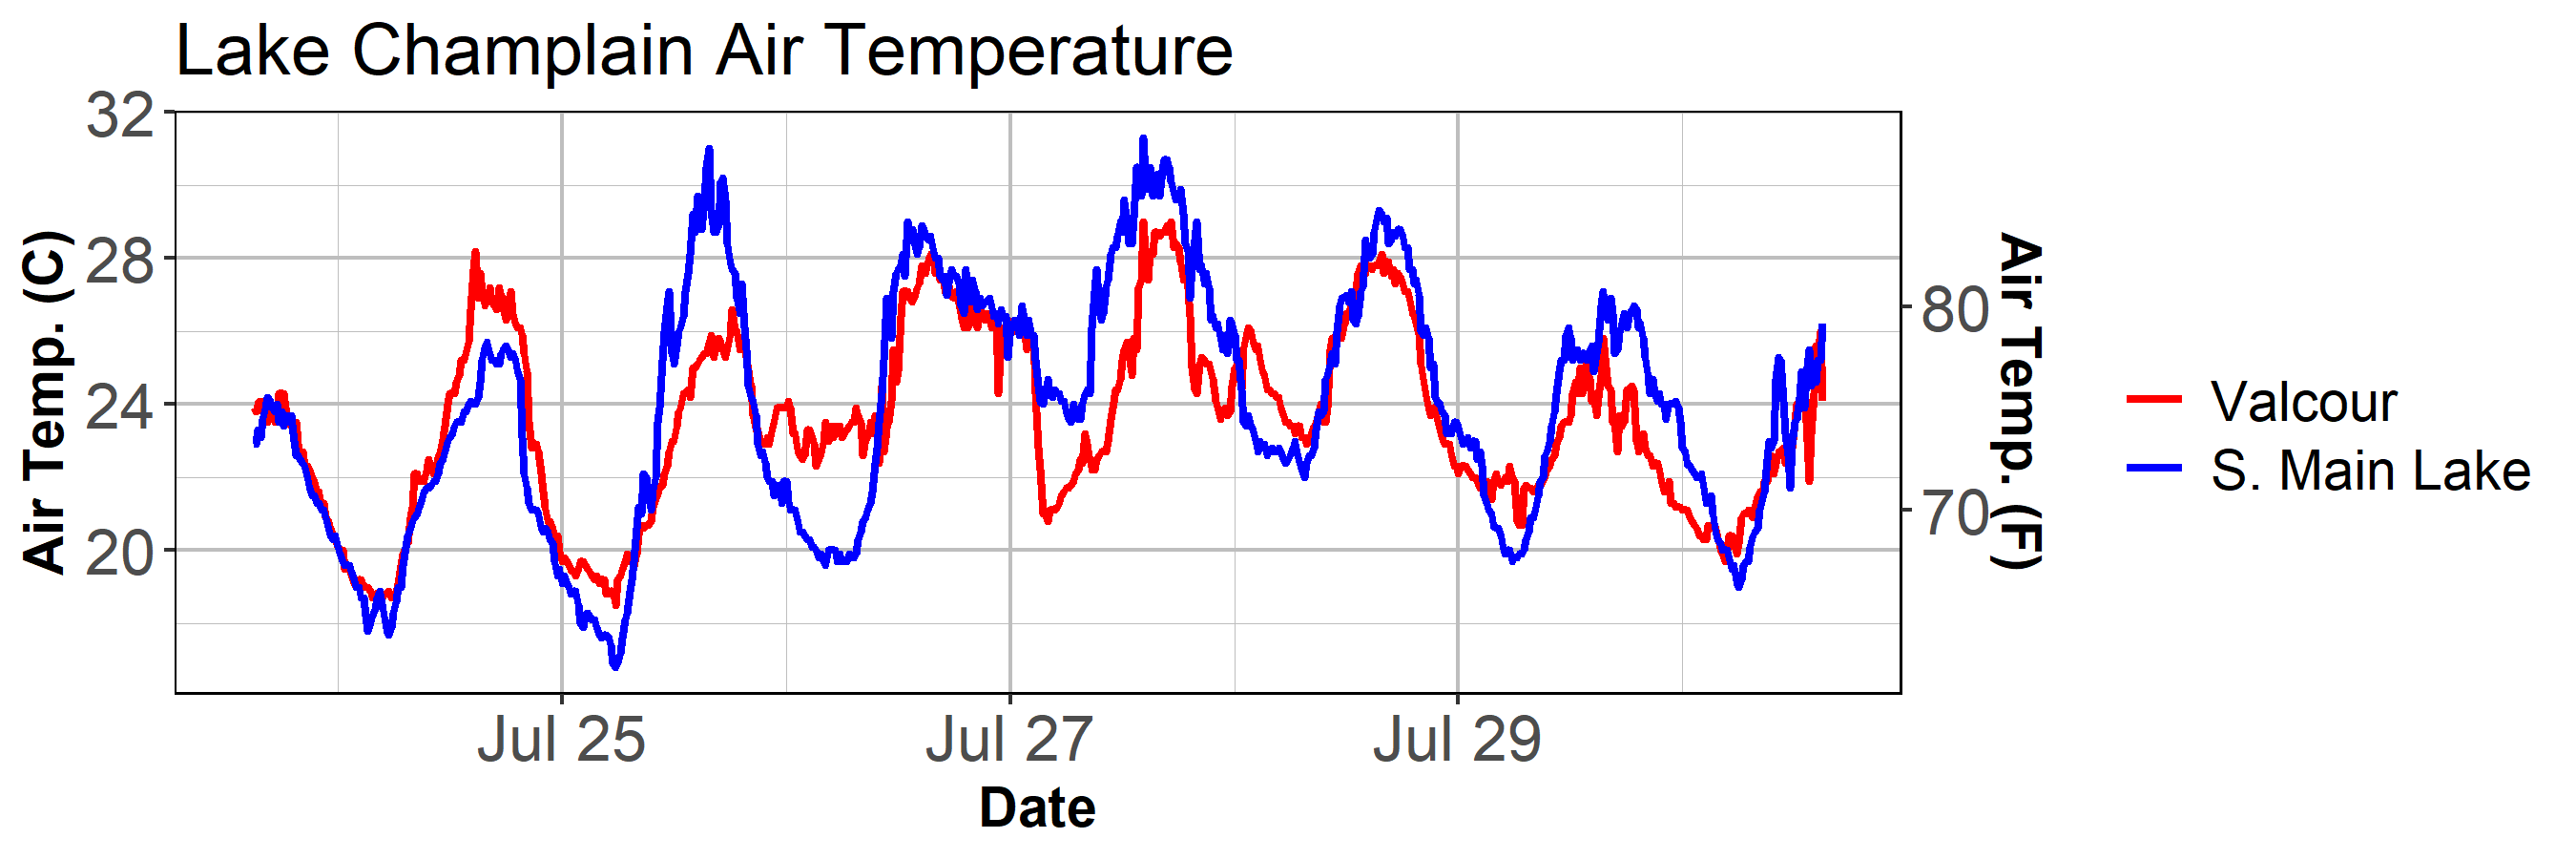 Lake Champlain Air Temperature
Air Temp. (C)
32
28
24
20
Air Temp. (F)
80
70
Jul 25
Jul 27
Jul 29
Date
Valcour
S. Main Lake